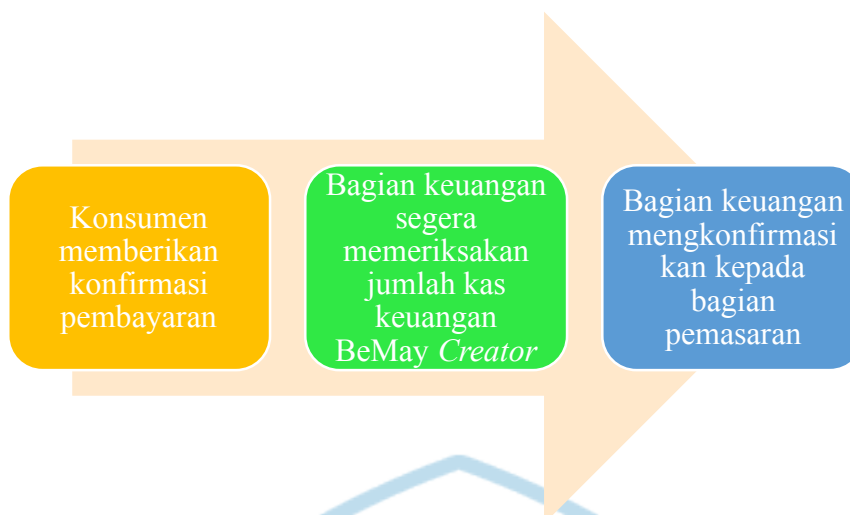 Konsumen
memberikan
konfirmasi
pembayaran
Bagian keuangan
segera
memeriksakan
jumlah kas
keuangan
BeMay Creator
Bagian keuangan
mengkonfirmasi
kan kepada
bagian
pemasaran